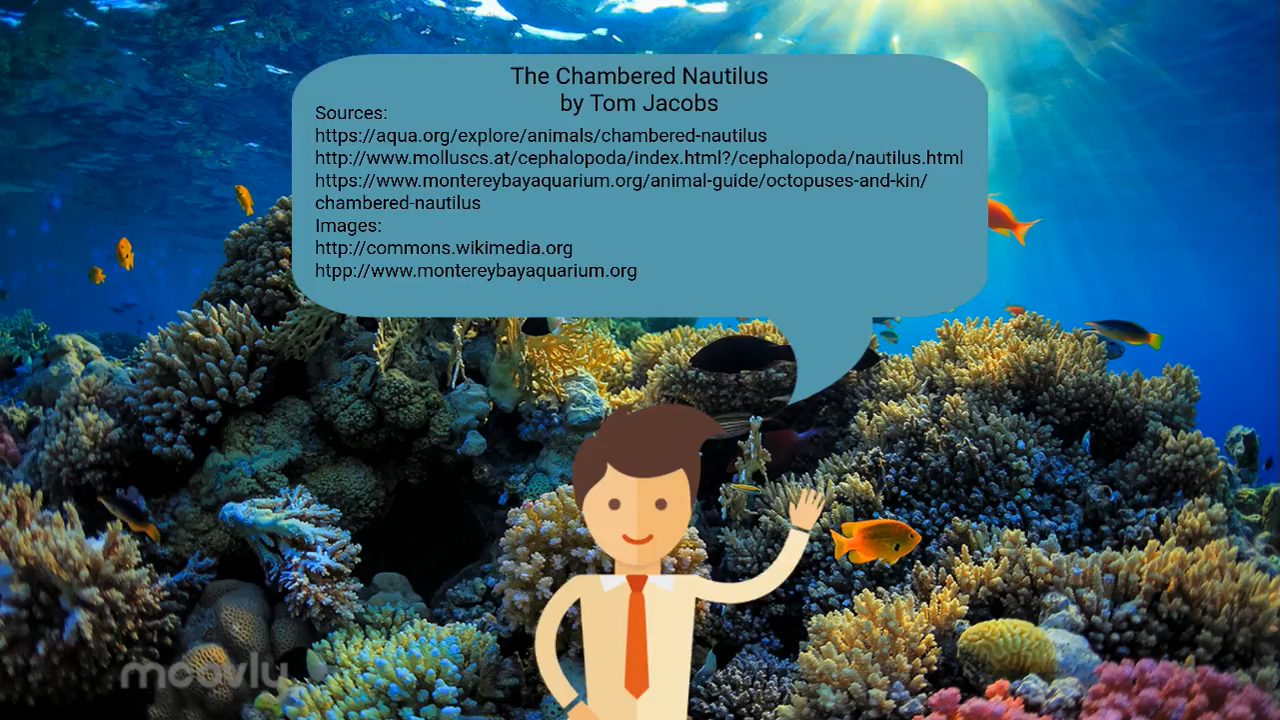 The Chambered Nautilus
by Tom Jacobs
Sources:
https://aqua.org/explore/animals/chambered-nautilus
http://www.molluscs.at/cephalopoda/index.html?/cephalopoda/nautilus.html
https://www.montereybayaquarium.org/animal-guide/octopuses-and-kin/
chambered-nautilus
Images:
http://commons.wikimedia.org
htpp://www.montereybayaquarium.org
moovly